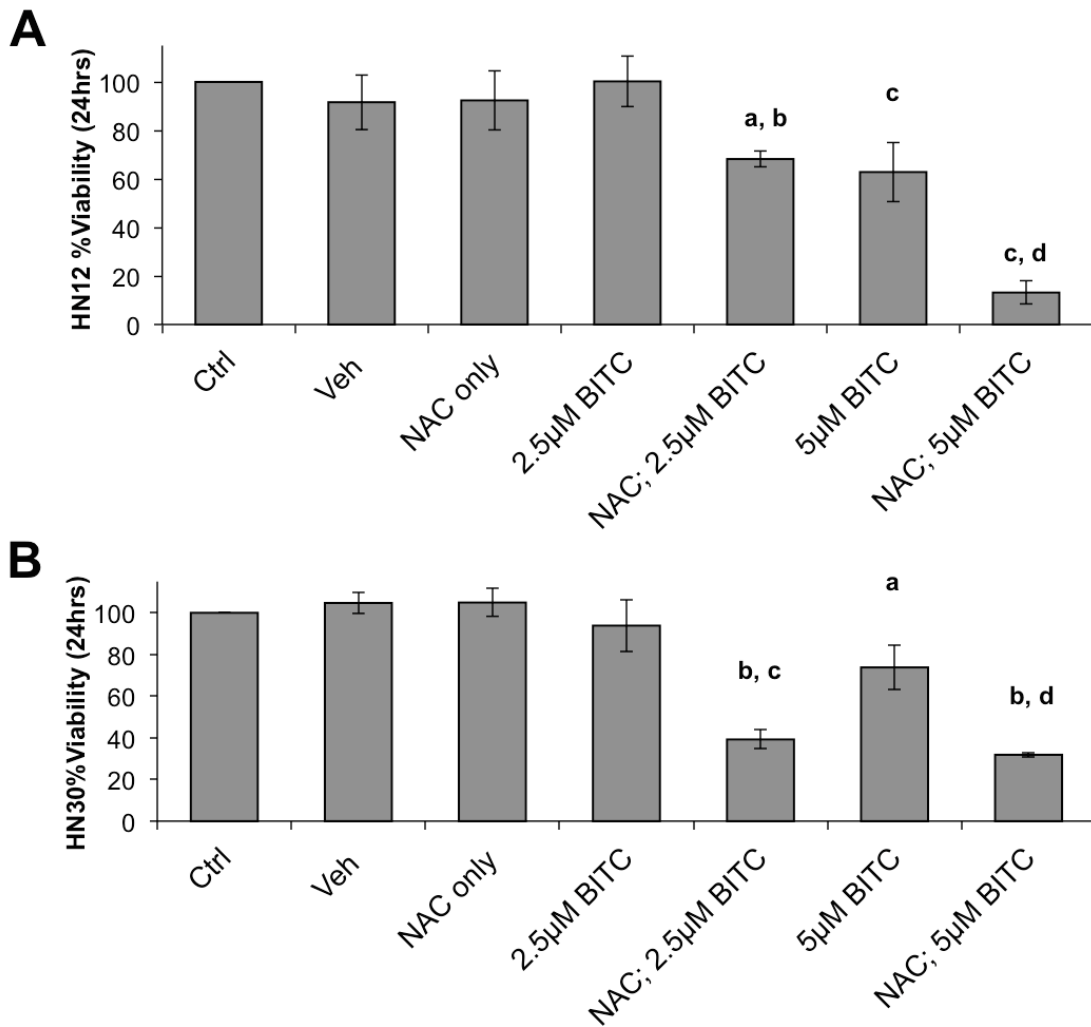 A
HN12 %Viability (24hrs)
100
80
60
40
20
0
a, b
c
c, d
Ctrl
Veh
NAC only
2.5µM BITC
NAC; 2.5µM BITC
5µM BITC
NAC; 5µM BITC
B
HN30%Viability (24hrs)
100
80
60
40
20
0
b, c
a
b, d
Ctrl
Veh
NAC only
2.5µM BITC
NAC; 2.5µM BITC
5µM BITC
NAC; 5µM BITC